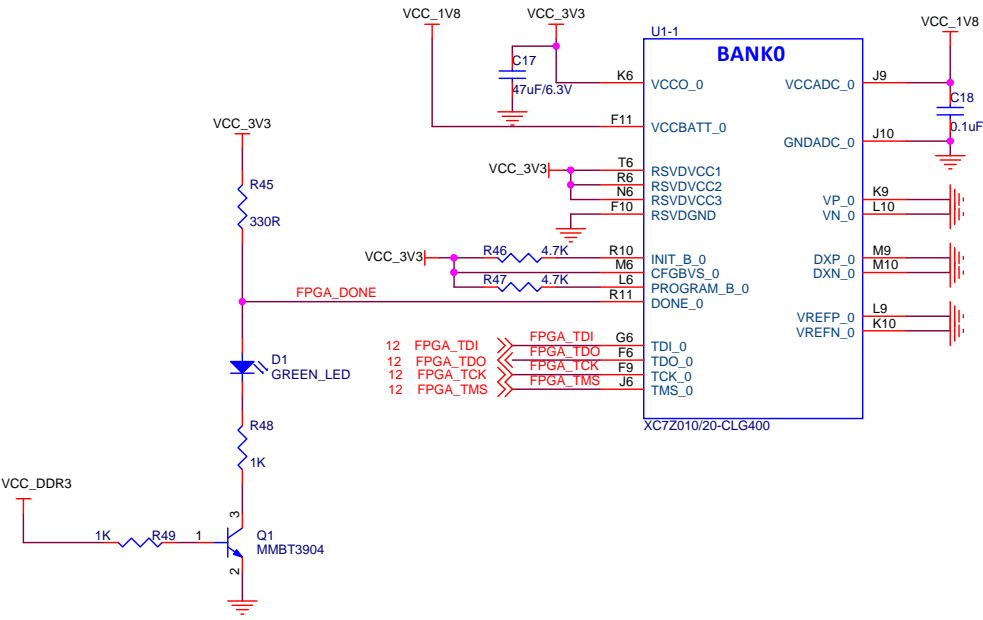 VCC_1V8
VCC_3V3
VCC_1V8
U1-1
BANK0
C17
47uF/6.3V
K6
VCCO_0
VCCADC_0
J9
C18
0.1uF
F11
VCCBATT_0
GNDADC_0
J10
VCC_3V3
R45
330R
VCC_3V3
T6
RSVDVCC1
R6
RSVDVCC2
N6
RSVDVCC3
F10
RSVDGND
K9
VP_0
L10
VN_0
VCC_3V3
R46
4.7K
R10
INIT_B_0
M6
CFGBVS_0
R47
4.7K
L6
PROGRAM_B_0
R11
DONE_0
M9
DXP_0
M10
DXN_0
FPGA_DONE
L9
VREFP_0
K10
VREFN_0
12 FPGA_TDI
FPGA_TDI
G6
TDI_0
12 FPGA_TDO
FPGA_TDO
F6
TDO_0
12 FPGA_TCK
FPGA_TCK
F9
TCK_0
12 FPGA_TMS
FPGA_TMS
J6
TMS_0
XC7Z010/20-CLG400
D1
GREEN_LED
R48
1K
VCC_DDR3
1K
R49
1
3
Q1
MMBT3904
2